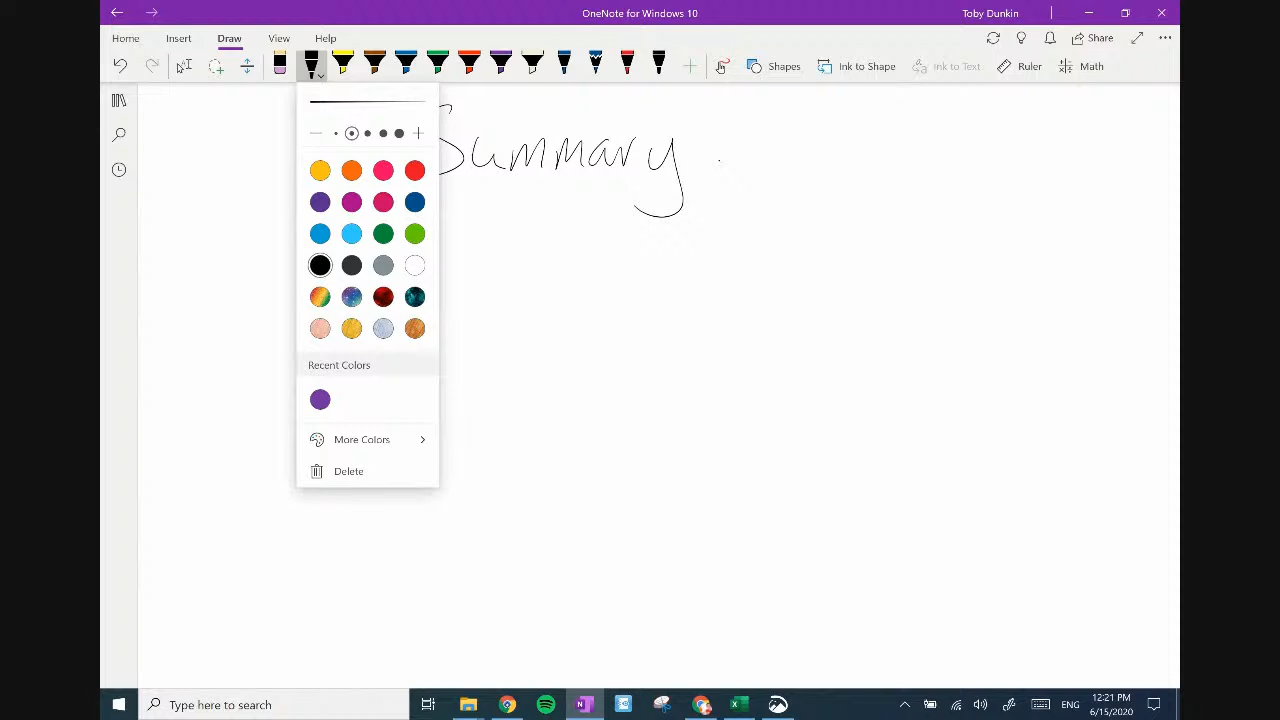 OneNote for Windows 10
Toby Dunkin
Home Insert Draw View Help
Share
Shapes Ink to Shape Ink to Text Ruler Math
Summary
Recent Colors
More Colors
Delete
Type here to search
ENG
12:21 PM
6/15/2020